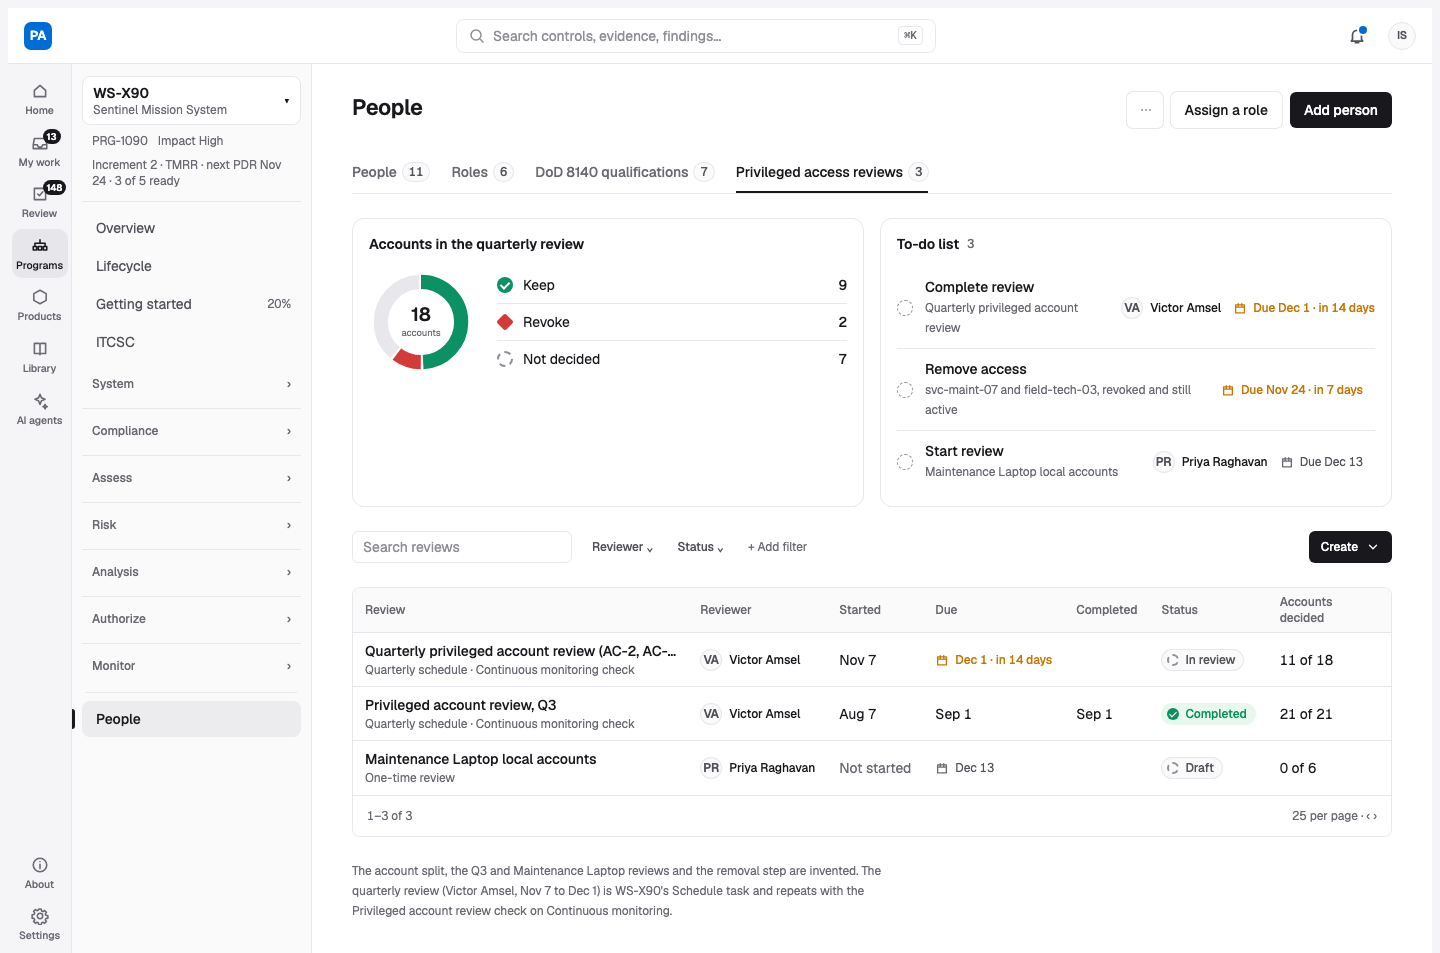 PA
Search controls, evidence, findings...
⌘K
IS
Home
13
My work
148
Review
Programs
Products
Library
AI agents
About
Settings
WS-X90
Sentinel Mission System
PRG-1090 Impact High
Increment 2 · TMRR · next PDR Nov
24 · 3 of 5 ready
Overview
Lifecycle
Getting started 20%
ITCSC
System
Compliance
Assess
Risk
Analysis
Authorize
Monitor
People
People
...
Assign a role
Add person
People 11
Roles 6
DoD 8140 qualifications 7
Privileged access reviews 3
Accounts in the quarterly review
18
accounts
Keep 9
Revoke 2
Not decided 7
To-do list 3
Complete review
Quarterly privileged account
review
VA Victor Amsel Due Dec 1 · in 14 days
Remove access
svc-maint-07 and field-tech-03, revoked and still
active
Due Nov 24 · in 7 days
Start review
Maintenance Laptop local accounts
PR Priya Raghavan Due Dec 13
Search reviews
Reviewer
Status
+ Add filter
Create
Review Reviewer Started Due Completed Status Accounts
decided
Quarterly privileged account review (AC-2, AC-...
Quarterly schedule · Continuous monitoring check
VA Victor Amsel Nov 7 Dec 1 · in 14 days In review 11 of 18
Privileged account review, Q3
Quarterly schedule · Continuous monitoring check
VA Victor Amsel Aug 7 Sep 1 Sep 1 Completed 21 of 21
Maintenance Laptop local accounts
One-time review
PR Priya Raghavan Not started Dec 13 Draft 0 of 6
1–3 of 3
25 per page · ‹ ›
The account split, the Q3 and Maintenance Laptop reviews and the removal step are invented. The
quarterly review (Victor Amsel, Nov 7 to Dec 1) is WS-X90's Schedule task and repeats with the
Privileged account review check on Continuous monitoring.